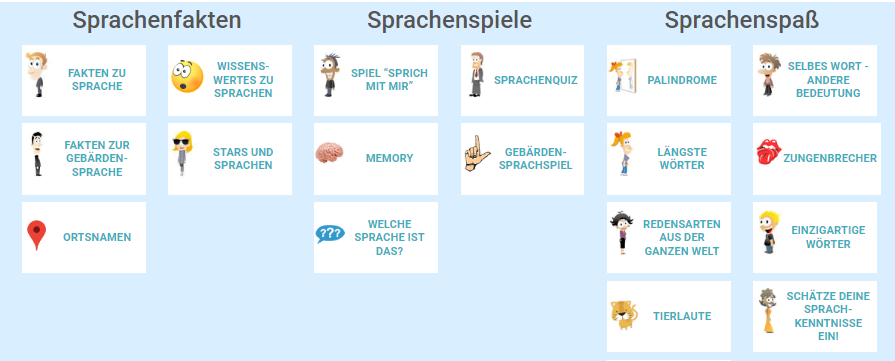 Sprachenfakten
FAKTEN ZU
SPRACHE
WISSENS-
WERTES ZU
SPRACHEN
FAKTEN ZUR
GEBÄRDEN-
SPRACHE
STARS UND
SPRACHEN
ORTSNAMEN
Sprachenspiele
SPIEL “SPRICH
MIT MIR”
SPRACHENQUIZ
MEMORY
GEBÄRDEN-
SPRACHSPIEL
???
WELCHE
SPRACHE IST
DAS?
Sprachenspaß
PALINDROME
SELBES WORT -
ANDERE
BEDEUTUNG
LÄNGSTE
WÖRTER
ZUNGENBRECHER
REDENSARTEN
AUS DER
GANZEN WELT
EINZIGARTIGE
WÖRTER
TIERLAUTE
SCHÄTZE DEINE
SPRACH-
KENNTNISSE
EIN!